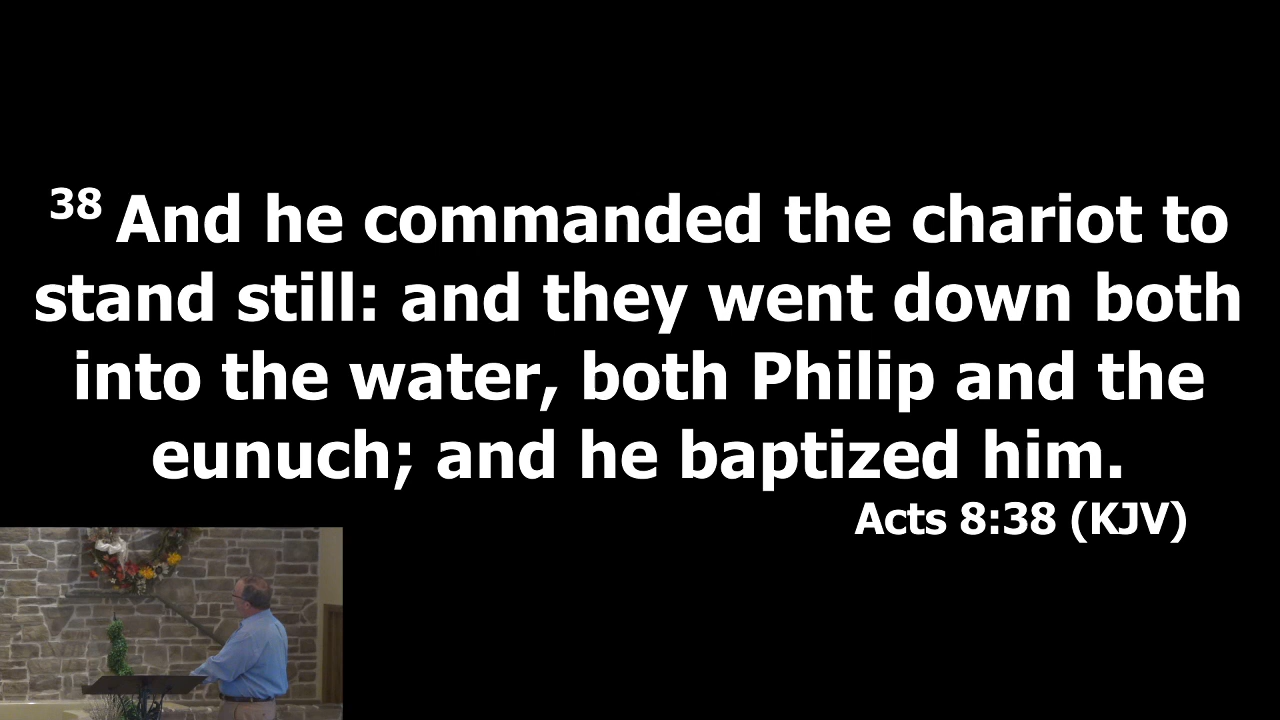 38 And he commanded the chariot to
stand still: and they went down both
into the water, both Philip and the
eunuch; and he baptized him.
Acts 8:38 (KJV)